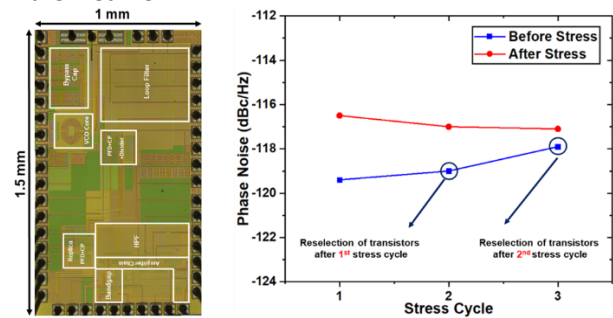 1 mm
1.5 mm
Bypass
Cap
Loop Filter
VCO Core
PFD+CP
+Divider
Replica
PFD+CP
HPF
Amplifier Chain
Bandgap
-112
-114
-116
-118
-120
-122
-124
Phase Noise (dBc/Hz)
Before Stress
After Stress
Reselection of transistors
after 1st stress cycle
Reselection of transistors
after 2nd stress cycle
1
2
3
Stress Cycle